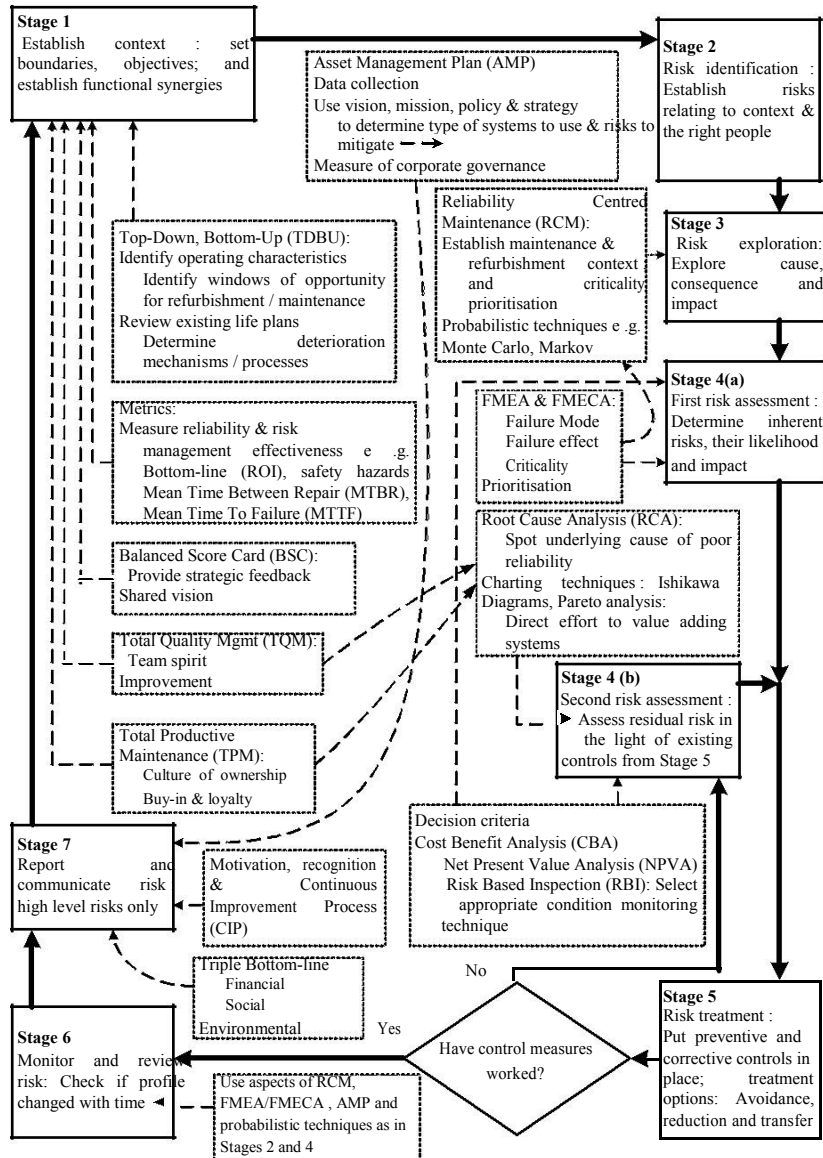 Stage 1
Establish context : set
boundaries, objectives; and
establish functional synergies
Asset Management Plan (AMP)
Data collection
Use vision, mission, policy & strategy
to determine type of systems to use & risks to
mitigate
Measure of corporate governance
Stage 2
Risk identification :
Establish risks
relating to context &
the right people
Reliability Centred
Maintenance (RCM):
Establish maintenance &
refurbishment context
and criticality
prioritisation
Probabilistic techniques e .g.
Monte Carlo, Markov
Stage 3
Risk exploration:
Explore cause,
consequence and
impact
Top-Down, Bottom-Up (TDBU):
Identify operating characteristics
Identify windows of opportunity
for refurbishment / maintenance
Review existing life plans
Determine deterioration
mechanisms / processes
Stage 4(a)
First risk assessment :
Determine inherent
risks, their likelihood
and impact
FMEA & FMECA:
Failure Mode
Failure effect
Criticality
Prioritisation
Metrics:
Measure reliability & risk
management effectiveness e .g.
Bottom-line (ROI), safety hazards
Mean Time Between Repair (MTBR),
Mean Time To Failure (MTTF)
Root Cause Analysis (RCA):
Spot underlying cause of poor
reliability
Charting techniques : Ishikawa
Diagrams, Pareto analysis:
Direct effort to value adding
systems
Balanced Score Card (BSC):
Provide strategic feedback
Shared vision
Total Quality Mgmt (TQM):
Team spirit
Improvement
Stage 4 (b)
Second risk assessment :
Assess residual risk in
the light of existing
controls from Stage 5
Total Productive
Maintenance (TPM):
Culture of ownership
Buy-in & loyalty
Decision criteria
Cost Benefit Analysis (CBA)
Net Present Value Analysis (NPVA)
Risk Based Inspection (RBI): Select
appropriate condition monitoring
technique
Stage 7
Report and
communicate risk
high level risks only
Motivation, recognition
& Continuous
Improvement Process
(CIP)
Triple Bottom-line
Financial
Social
Environmental
No
Yes
Have control measures
worked?
Stage 5
Risk treatment :
Put preventive and
corrective controls in
place; treatment
options: Avoidance,
reduction and transfer
Stage 6
Monitor and review
risk: Check if profile
changed with time
Use aspects of RCM,
FMEA/FMECA , AMP and
probabilistic techniques as in
Stages 2 and 4